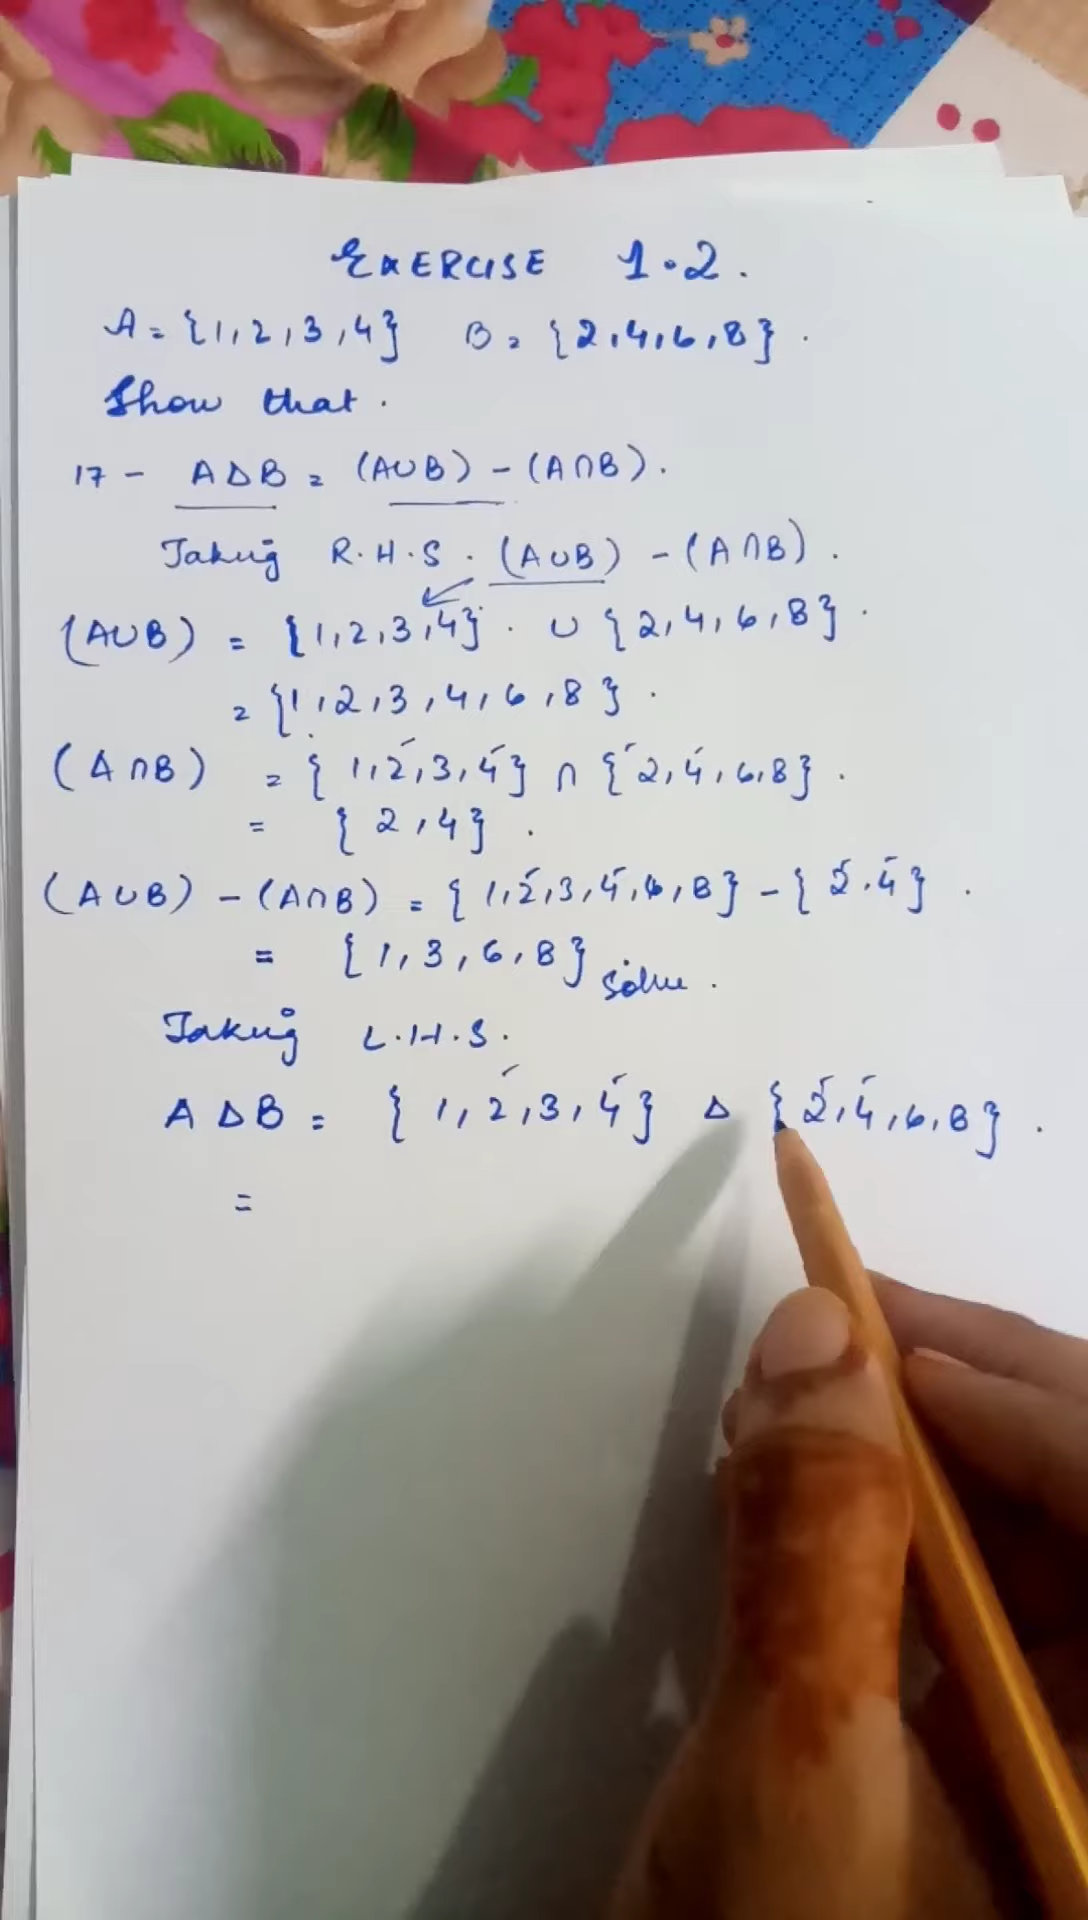 EXERCISE 1.2.
A = {1, 2, 3, 4} B = {2, 4, 6, 8}.
Show that.
17 - A Δ B = (A ∪ B) - (A ∩ B).
Taking R.H.S. (A ∪ B) - (A ∩ B).
(A ∪ B) = {1, 2, 3, 4}. ∪ {2, 4, 6, 8}.
= {1, 2, 3, 4, 6, 8}.
(A ∩ B) = {1, 2, 3, 4} ∩ {2, 4, 6, 8}.
= {2, 4}.
(A ∪ B) - (A ∩ B) = {1, 2, 3, 4, 6, 8} - {2, 4}.
= {1, 3, 6, 8}
Taking L.H.S.
A Δ B = {1, 2, 3, 4} Δ {2, 4, 6, 8}.
=